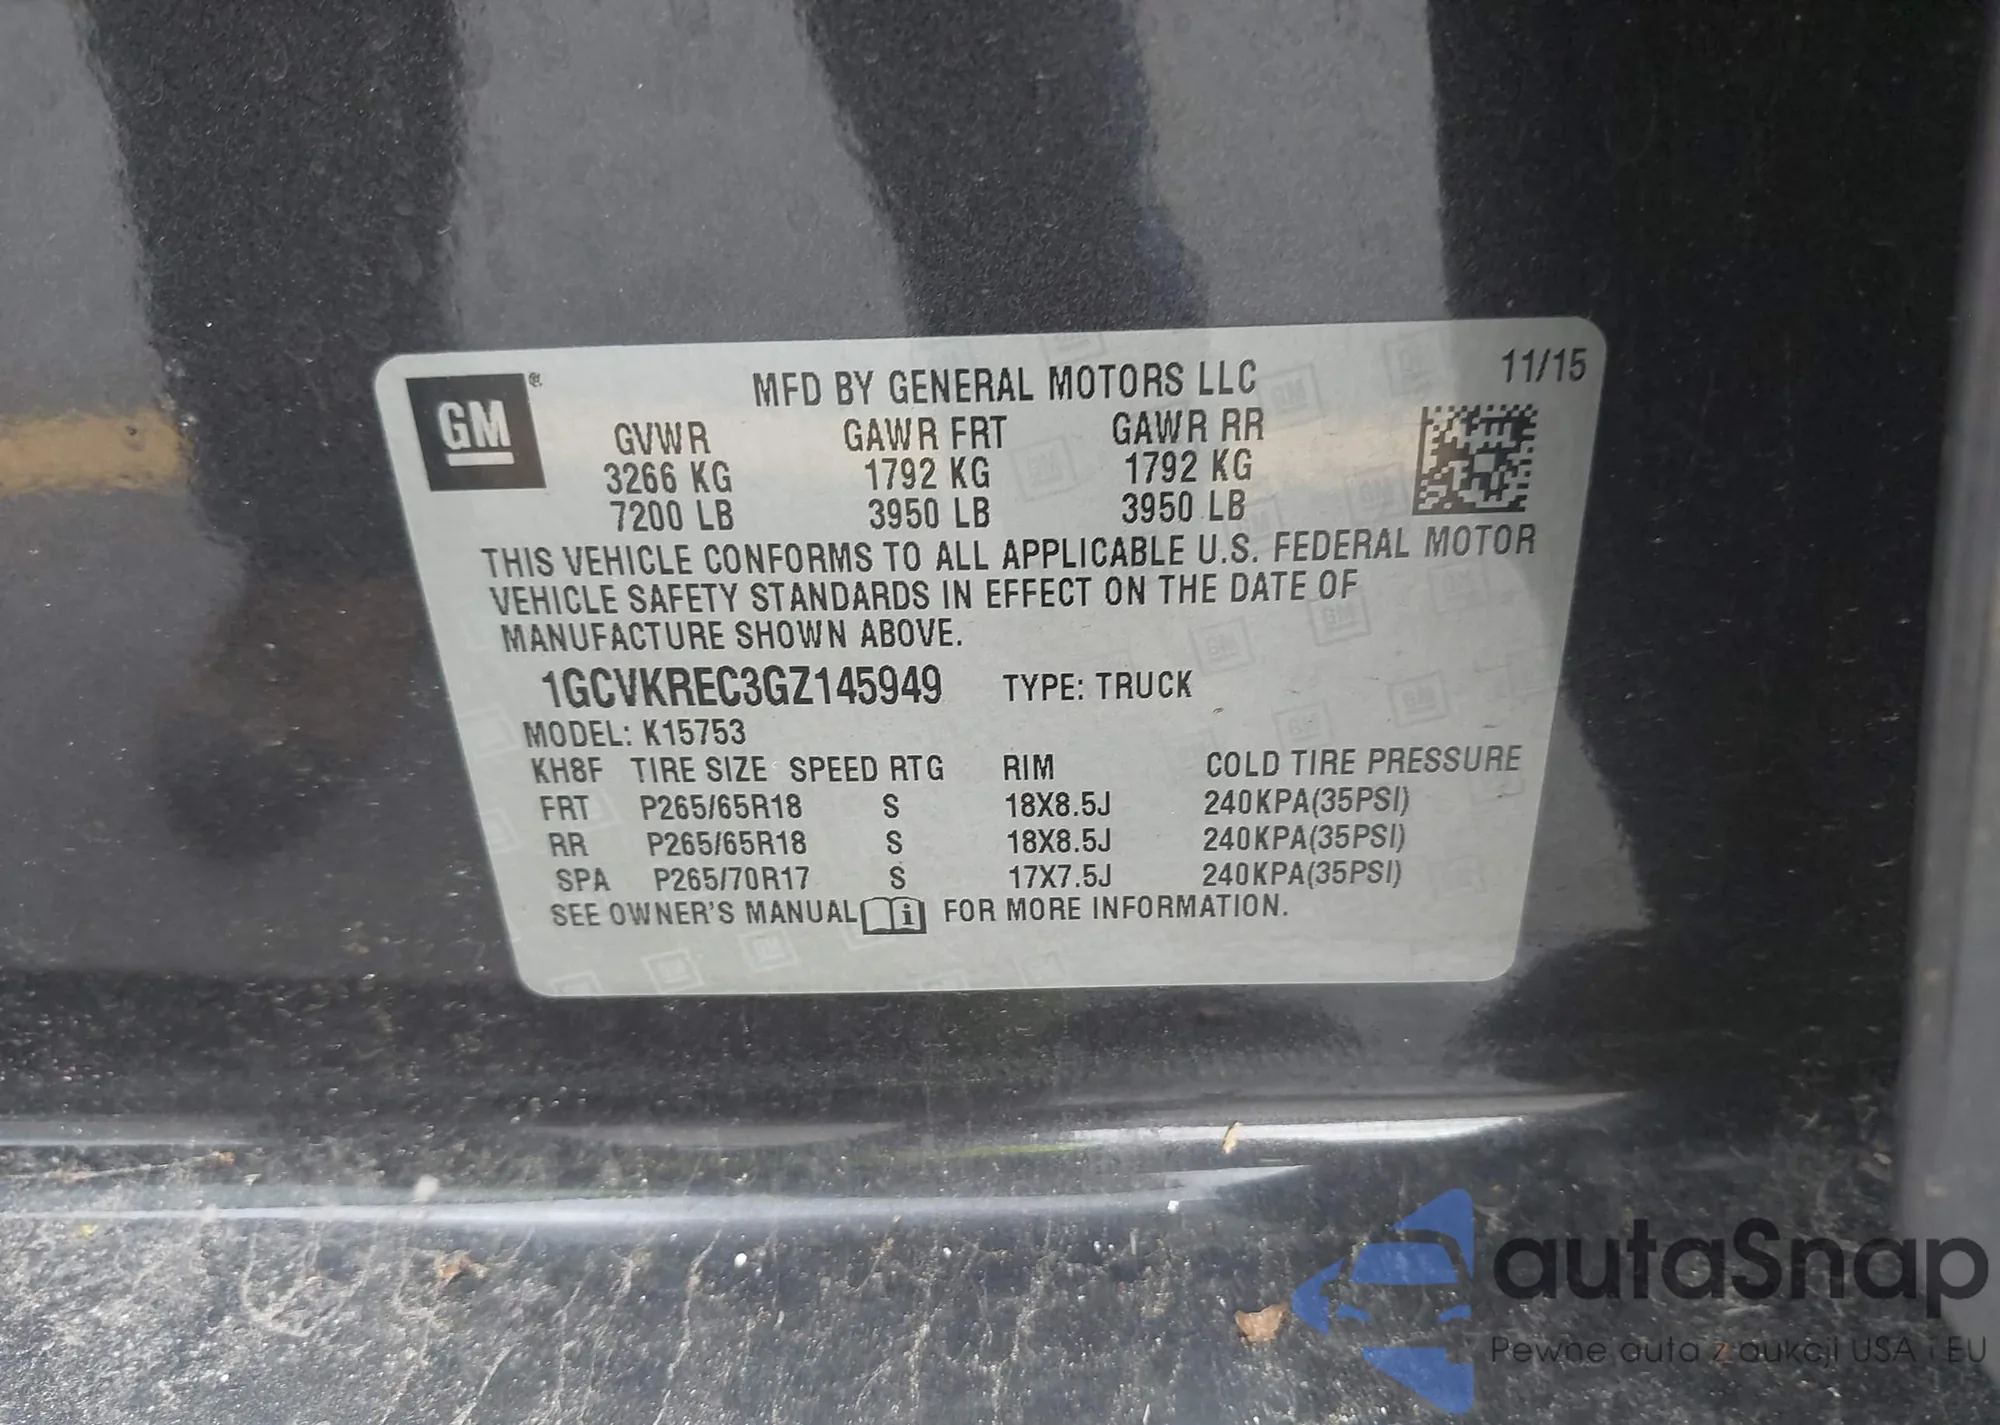 GM
MFD BY GENERAL MOTORS LLC 11/15
GVWR GAWR FRT GAWR RR
3266 KG 1792 KG 1792 KG
7200 LB 3950 LB 3950 LB
THIS VEHICLE CONFORMS TO ALL APPLICABLE U.S. FEDERAL MOTOR
VEHICLE SAFETY STANDARDS IN EFFECT ON THE DATE OF
MANUFACTURE SHOWN ABOVE.
1GCVKREC3GZ145949 TYPE: TRUCK
MODEL: K15753
KH8F TIRE SIZE SPEED RTG RIM COLD TIRE PRESSURE
FRT P265/65R18 S 18X8.5J 240KPA(35PSI)
RR P265/65R18 S 18X8.5J 240KPA(35PSI)
SPA P265/70R17 S 17X7.5J 240KPA(35PSI)
SEE OWNER'S MANUAL i FOR MORE INFORMATION.
autaSnap
Pewne auta z aukcji USA i EU